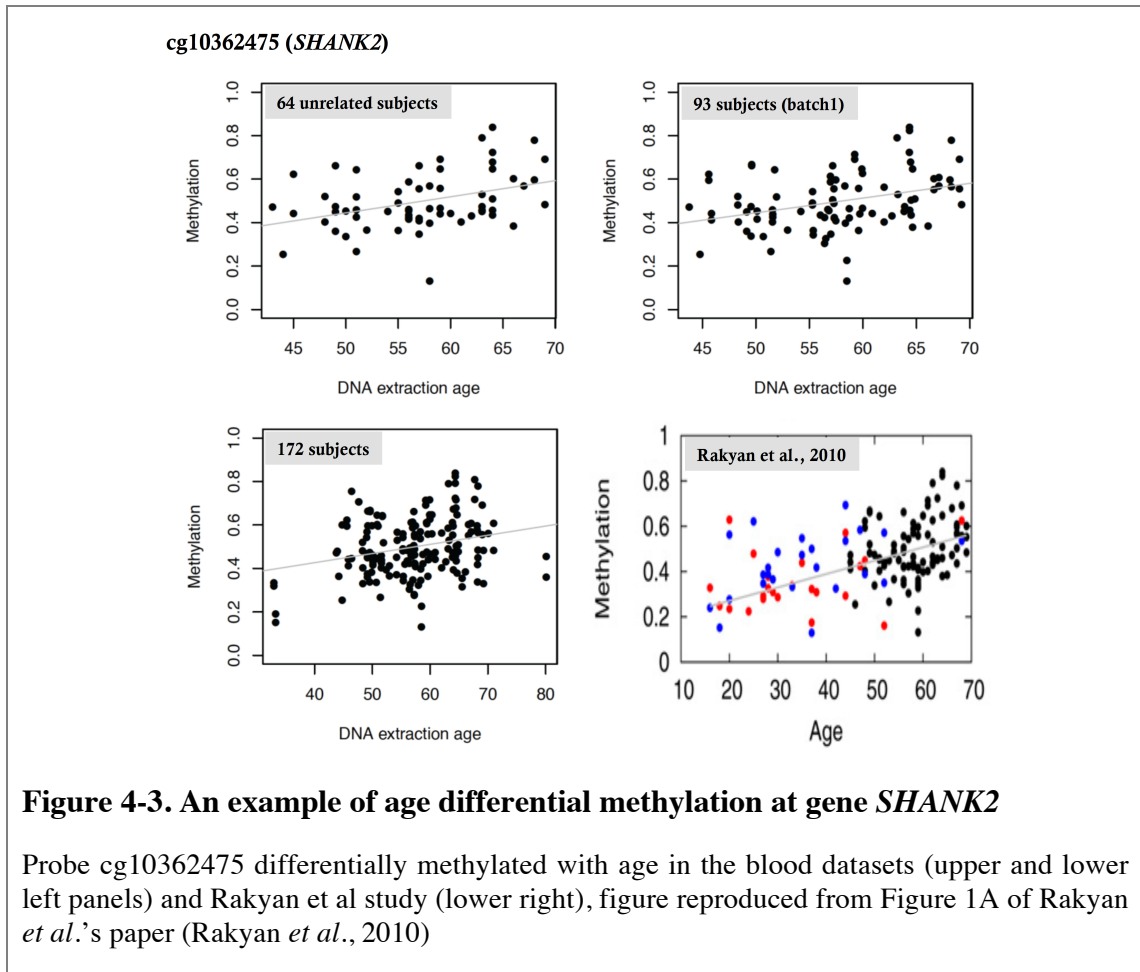 cg10362475 (SHANK2)
64 unrelated subjects
1.0
0.8
0.6
0.4
0.2
0.0
Methylation
45 50 55 60 65 70
DNA extraction age
93 subjects (batch1)
1.0
0.8
0.6
0.4
0.2
0.0
Methylation
45 50 55 60 65 70
DNA extraction age
172 subjects
1.0
0.8
0.6
0.4
0.2
0.0
Methylation
40 50 60 70 80
DNA extraction age
Rakyan et al., 2010
1
0.8
0.6
0.4
0.2
0
Methylation
10 20 30 40 50 60 70
Age
Figure 4-3. An example of age differential methylation at gene SHANK2
Probe cg10362475 differentially methylated with age in the blood datasets (upper and lower
left panels) and Rakyan et al study (lower right), figure reproduced from Figure 1A of Rakyan
et al.'s paper (Rakyan et al., 2010)